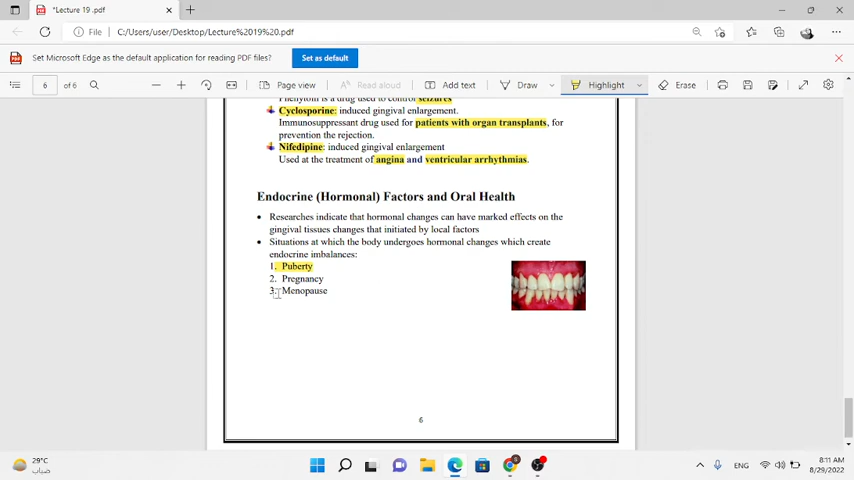 *Lecture 19 .pdf
File
C:/Users/user/Desktop/Lecture%2019%20.pdf
Set Microsoft Edge as the default application for reading PDF files?
Set as default
6 of 6
Page view
Read aloud
Add text
Draw
Highlight
Erase
Phenytoin is a drug used to control seizures
Cyclosporine: induced gingival enlargement.
Immunosuppressant drug used for patients with organ transplants, for
prevention the rejection.
Nifedipine: induced gingival enlargement
Used at the treatment of angina and ventricular arrhythmias.
Endocrine (Hormonal) Factors and Oral Health
Researches indicate that hormonal changes can have marked effects on the
gingival tissues changes that initiated by local factors
Situations at which the body undergoes hormonal changes which create
endocrine imbalances:
1. Puberty
2. Pregnancy
3. Menopause
6
29°C
ضباب
ENG
8:11 AM
8/29/2022